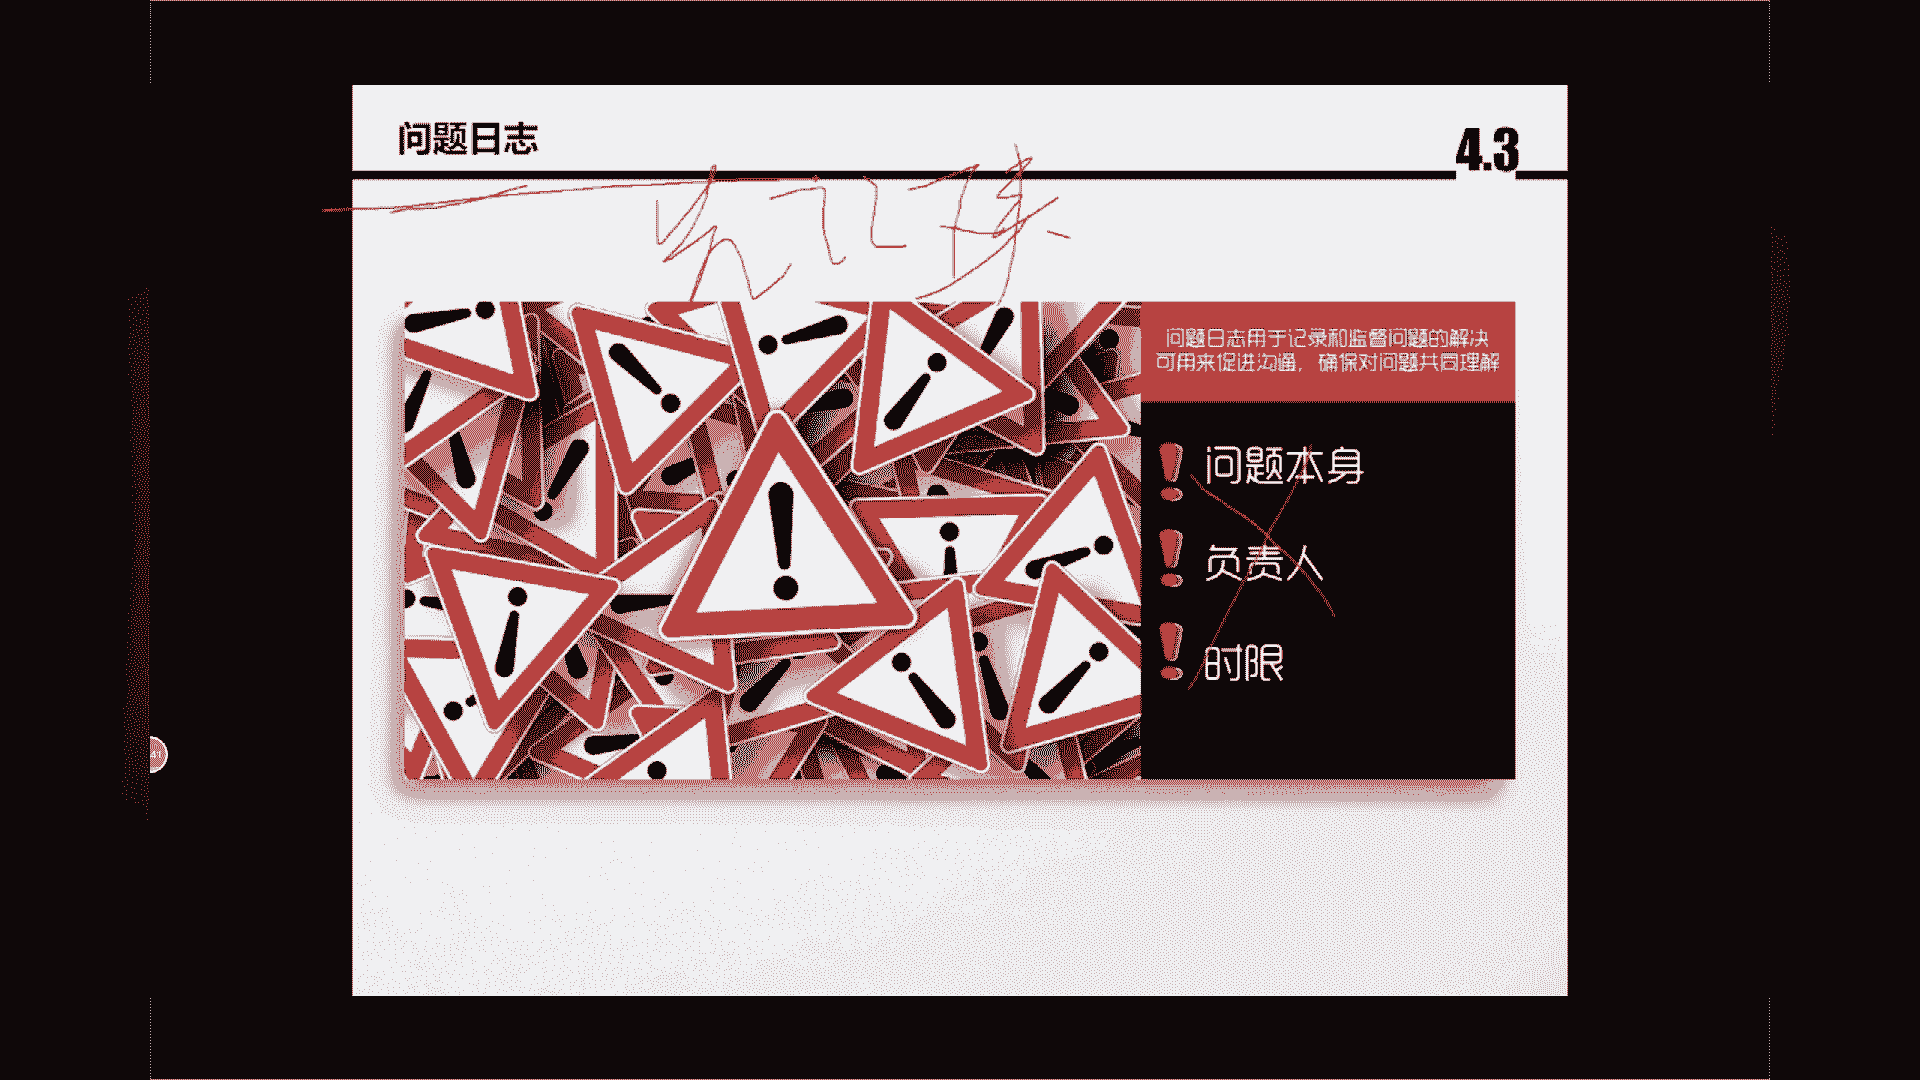 问题日志
4.3
问题日志用于记录和监督问题的解决
可用来促进沟通，确保对问题共同理解
问题本身
负责人
时限